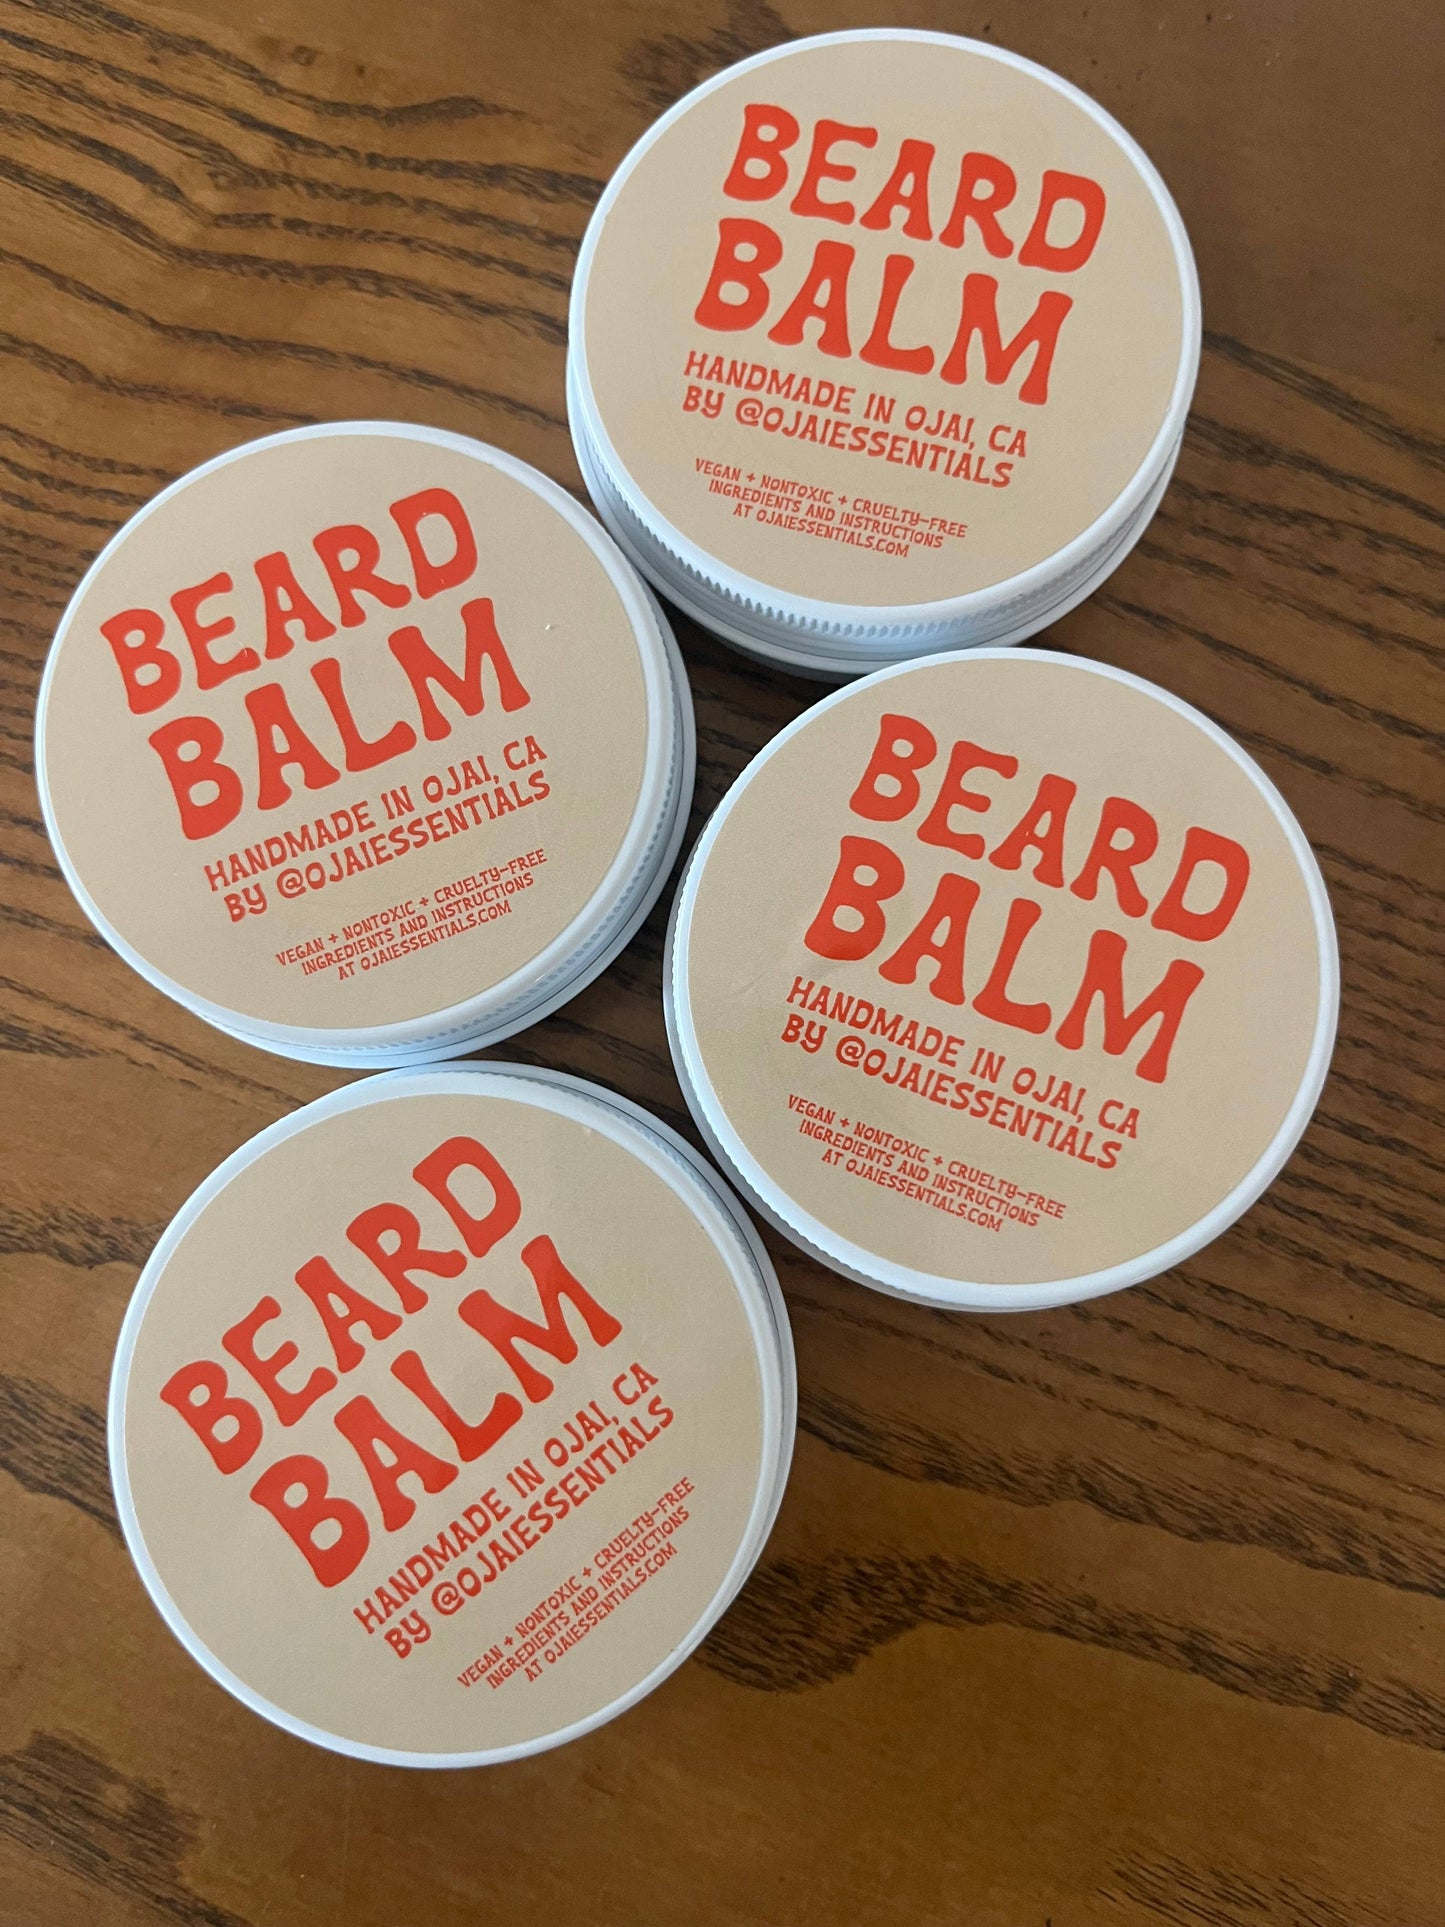 BEARD
BALM
HANDMADE IN OJAI, CA
BY @OJAIESSENTIALS
VEGAN + NONTOXIC + CRUELTY-FREE
INGREDIENTS AND INSTRUCTIONS
AT OJAIESSENTIALS.COM
BEARD
BALM
HANDMADE IN OJAI, CA
BY @OJAIESSENTIALS
VEGAN + NONTOXIC + CRUELTY-FREE
INGREDIENTS AND INSTRUCTIONS
AT OJAIESSENTIALS.COM
BEARD
BALM
HANDMADE IN OJAI, CA
BY @OJAIESSENTIALS
VEGAN + NONTOXIC + CRUELTY-FREE
INGREDIENTS AND INSTRUCTIONS
AT OJAIESSENTIALS.COM
BEARD
BALM
HANDMADE IN OJAI, CA
BY @OJAIESSENTIALS
VEGAN + NONTOXIC + CRUELTY-FREE
INGREDIENTS AND INSTRUCTIONS
AT OJAIESSENTIALS.COM